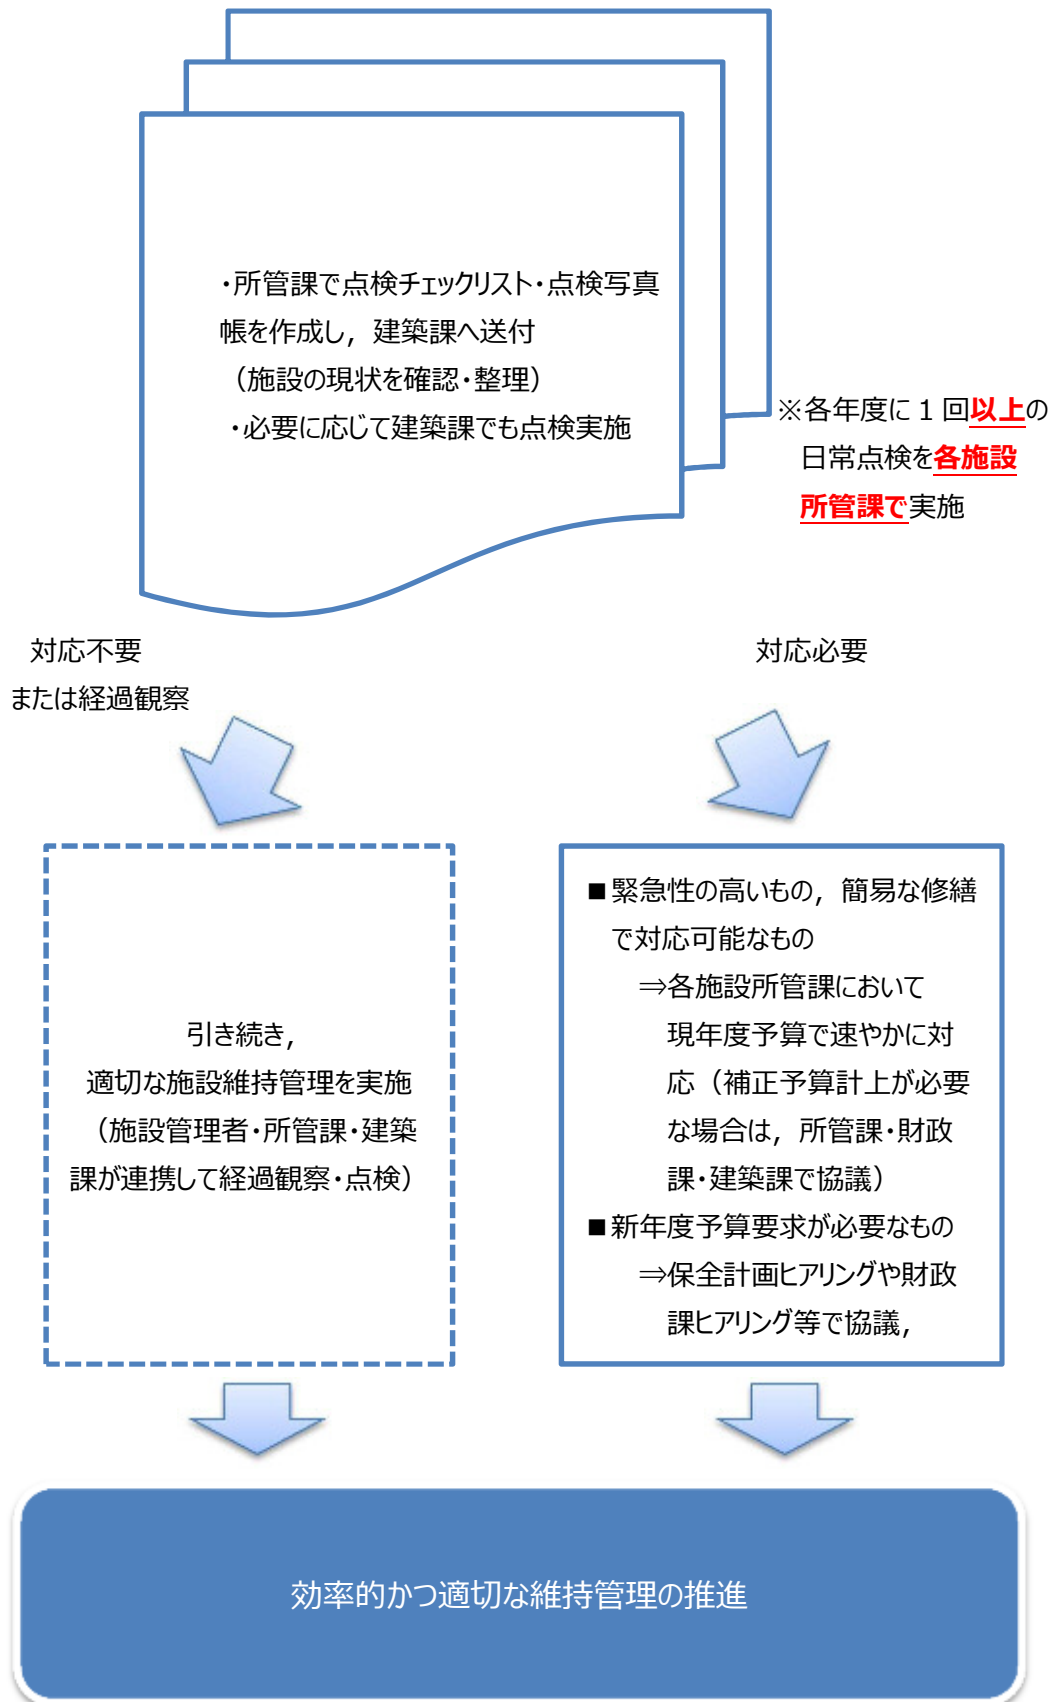 ・所管課で点検チェックリスト・点検写真
帳を作成し，建築課へ送付
（施設の現状を確認・整理）
・必要に応じて建築課でも点検実施
※各年度に１回以上の
日常点検を各施設
所管課で実施
対応不要
または経過観察
対応必要
引き続き，
適切な施設維持管理を実施
（施設管理者・所管課・建築
課が連携して経過観察・点検）
■緊急性の高いもの，簡易な修繕
で対応可能なもの
⇒各施設所管課において
現年度予算で速やかに対
応（補正予算計上が必要
な場合は，所管課・財政
課・建築課で協議）
■新年度予算要求が必要なもの
⇒保全計画ヒアリングや財政
課ヒアリング等で協議，
効率的かつ適切な維持管理の推進